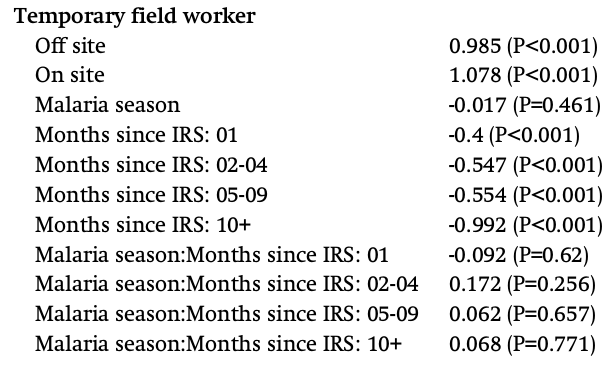 Temporary field worker
Off site 0.985 (P<0.001)
On site 1.078 (P<0.001)
Malaria season -0.017 (P=0.461)
Months since IRS: 01 -0.4 (P<0.001)
Months since IRS: 02-04 -0.547 (P<0.001)
Months since IRS: 05-09 -0.554 (P<0.001)
Months since IRS: 10+ -0.992 (P<0.001)
Malaria season:Months since IRS: 01 -0.092 (P=0.62)
Malaria season:Months since IRS: 02-04 0.172 (P=0.256)
Malaria season:Months since IRS: 05-09 0.062 (P=0.657)
Malaria season:Months since IRS: 10+ 0.068 (P=0.771)